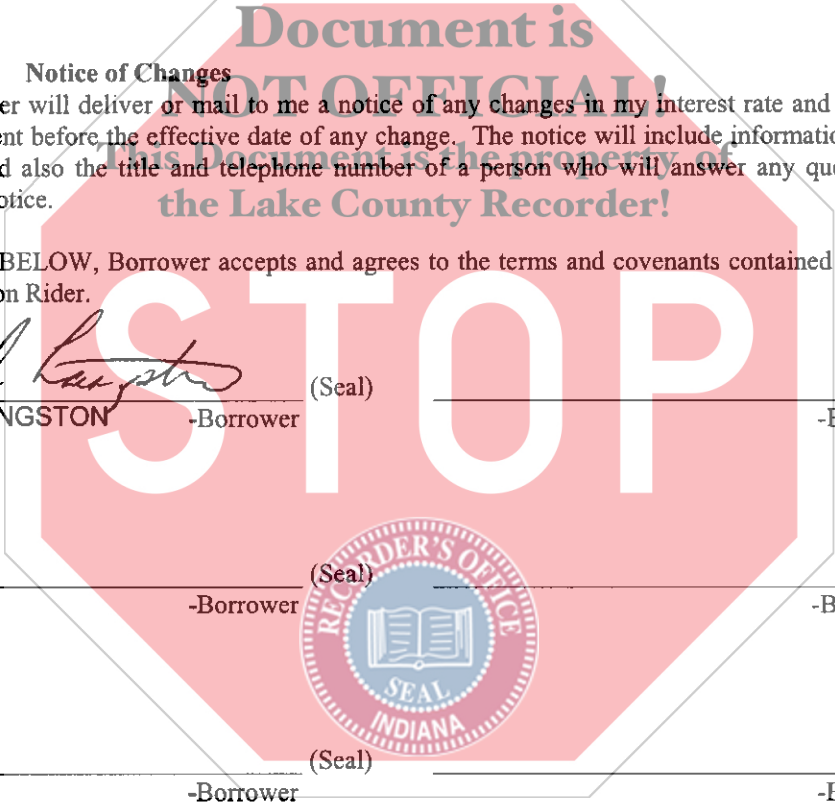 Document is
Notice of Changes
NOT OFFICIAL!
er will deliver or mail to me a notice of any changes in my interest rate and
ent before the effective date of any change. The notice will include informatio
This Document is the property of
d also the title and telephone number of a person who will answer any que
otice.
the Lake County Recorder!
BELOW, Borrower accepts and agrees to the terms and covenants contained
on Rider.
STOP
(Seal)
NGSTON -Borrower -B
RECORDER'S OFFICE
(Seal)
-Borrower -B
SEAL
INDIANA
(Seal)
-Borrower -B